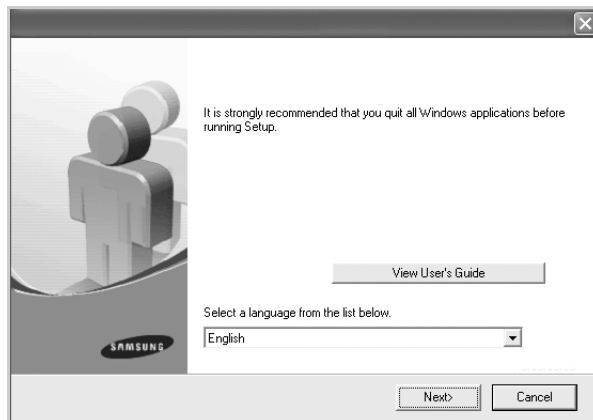 It is strongly recommended that you quit all Windows applications before
running Setup.
View User's Guide
Select a language from the list below.
English
SAMSUNG
Next>
Cancel